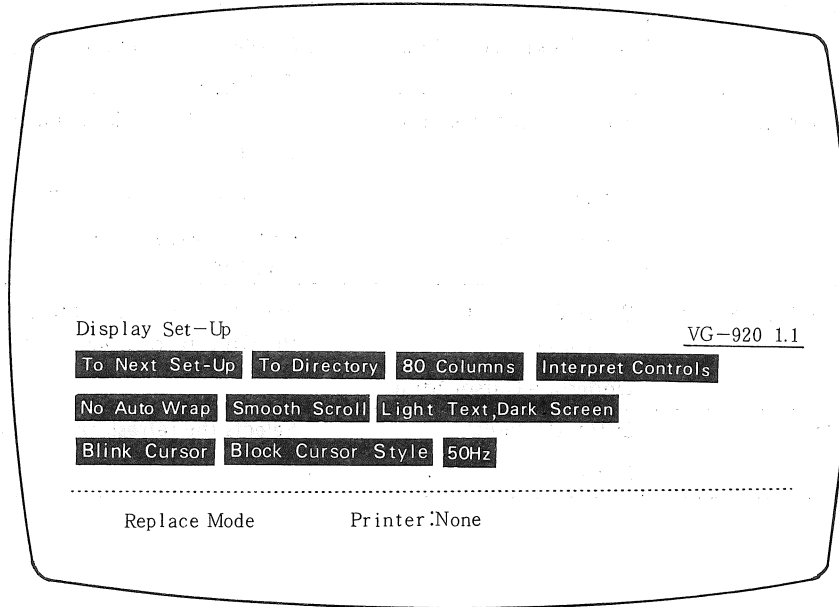 Display Set-Up VG-920 1.1
To Next Set-Up To Directory 80 Columns Interpret Controls
No Auto Wrap Smooth Scroll Light Text,Dark Screen
Blink Cursor Block Cursor Style 50Hz
Replace Mode Printer:None